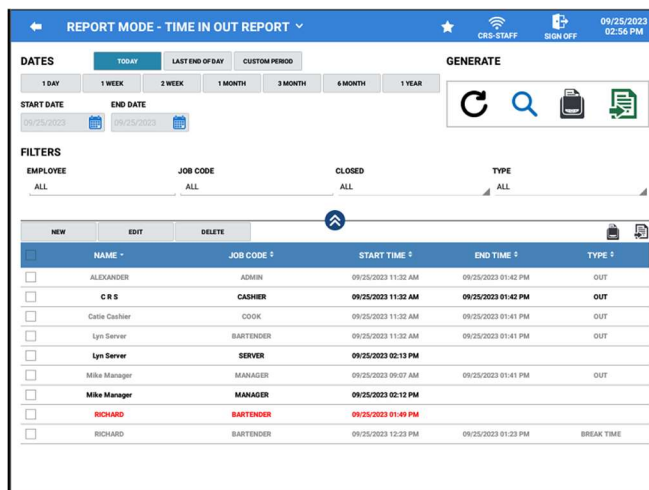 REPORT MODE - TIME IN OUT REPORT
CRS-STAFF
SIGN OFF
09/25/2023
02:56 PM
DATES
TODAY
LAST END OF DAY
CUSTOM PERIOD
GENERATE
1 DAY
1 WEEK
2 WEEK
1 MONTH
3 MONTH
6 MONTH
1 YEAR
START DATE
END DATE
09/25/2023
09/25/2023
FILTERS
EMPLOYEE
JOB CODE
CLOSED
TYPE
ALL
ALL
ALL
ALL
NEW
EDIT
DELETE
NAME JOB CODE START TIME END TIME TYPE
ALEXANDER ADMIN 09/25/2023 11:32 AM 09/25/2023 01:42 PM OUT
C R S CASHIER 09/25/2023 11:32 AM 09/25/2023 01:42 PM OUT
Catie Cashier COOK 09/25/2023 11:32 AM 09/25/2023 01:41 PM OUT
Lyn Server BARTENDER 09/25/2023 11:32 AM 09/25/2023 01:41 PM OUT
Lyn Server SERVER 09/25/2023 02:13 PM
Mike Manager MANAGER 09/25/2023 09:07 AM 09/25/2023 01:41 PM OUT
Mike Manager MANAGER 09/25/2023 02:12 PM
RICHARD BARTENDER 09/25/2023 01:49 PM
RICHARD BARTENDER 09/25/2023 12:23 PM 09/25/2023 01:23 PM BREAK TIME